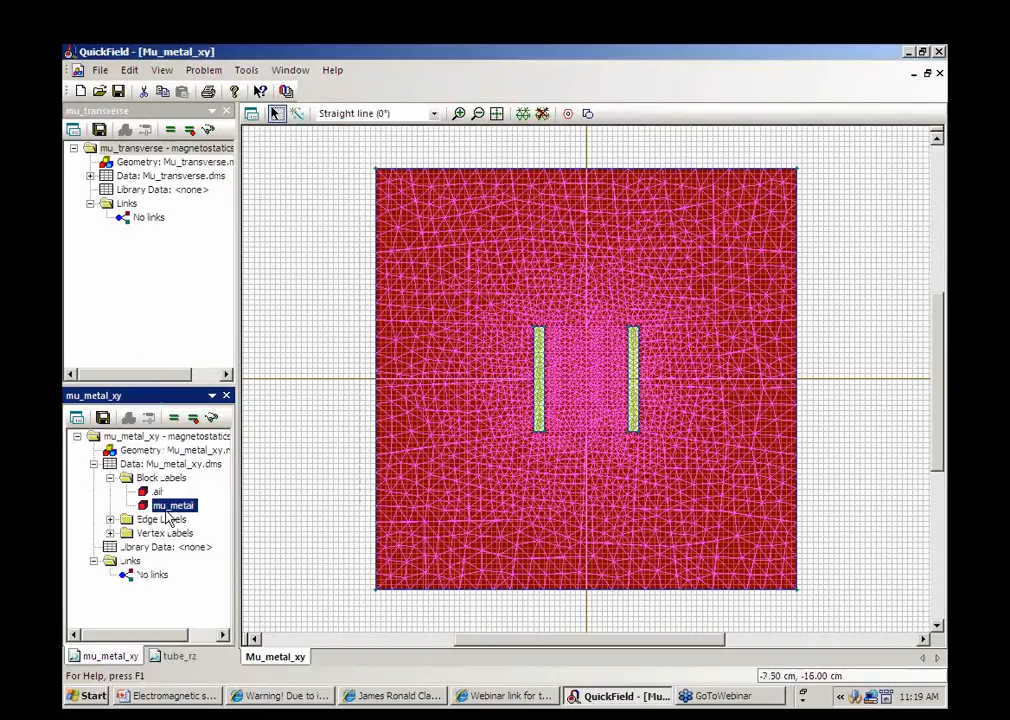 QuickField - [Mu_metal_xy]
File Edit View Problem Tools Window Help
mu_transverse
Straight line (0°)
mu_transverse - magnetostatics
Geometry: Mu_transverse.m
Data: Mu_transverse.dms
Library Data: <none>
Links
No links
mu_metal_xy
mu_metal_xy - magnetostatics
Geometry: Mu_metal_xy.r
Data: Mu_metal_xy.dms
Block Labels
air
mu_metal
Edge Labels
Vertex Labels
Library Data: <none>
Links
No links
mu_metal_xy tube_rz
Mu_metal_xy
For Help, press F1
-7.50 cm, -16.00 cm
Start Electromagnetic s... Warning! Due to i... James Ronald Cla... Webinar link for t... QuickField - [Mu... GoToWebinar « 11:19 AM